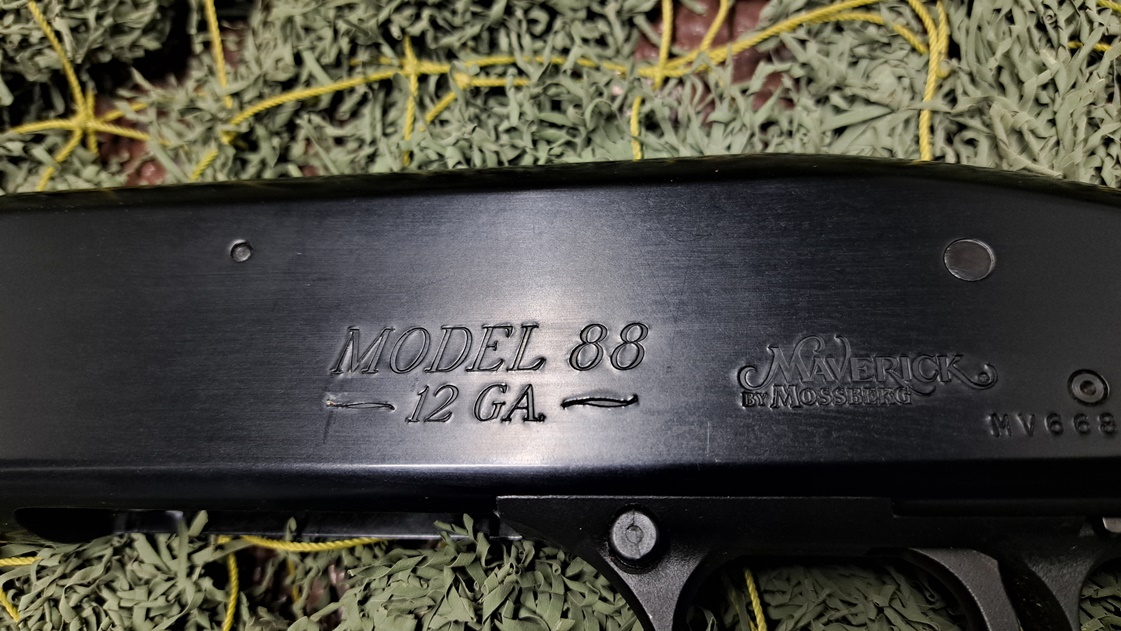 MODEL 88
12 GA.
MAVERICK
BY MOSSBERG
MV668